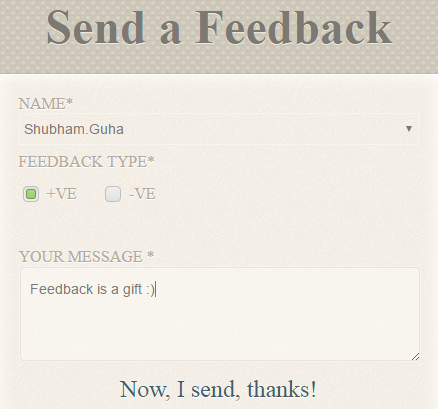 Send a Feedback
NAME*
Shubham.Guha
FEEDBACK TYPE*
+VE -VE
YOUR MESSAGE *
Feedback is a gift :)
Now, I send, thanks!